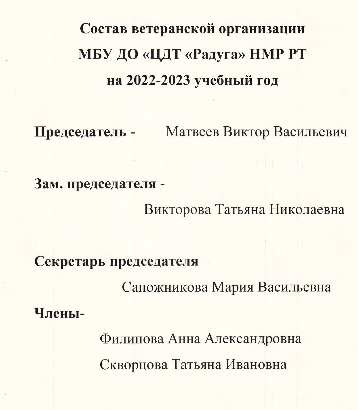 Состав ветеранской организации
МБУ ДО «ЦДТ «Радуга» НМР РТ
на 2022-2023 учебный год
Председатель - Матвеев Виктор Васильевич
Зам. председателя -
Викторова Татьяна Николаевна
Секретарь председателя
Сапожникова Мария Васильевна
Члены-
Филипова Анна Александровна
Скворцова Татьяна Ивановна